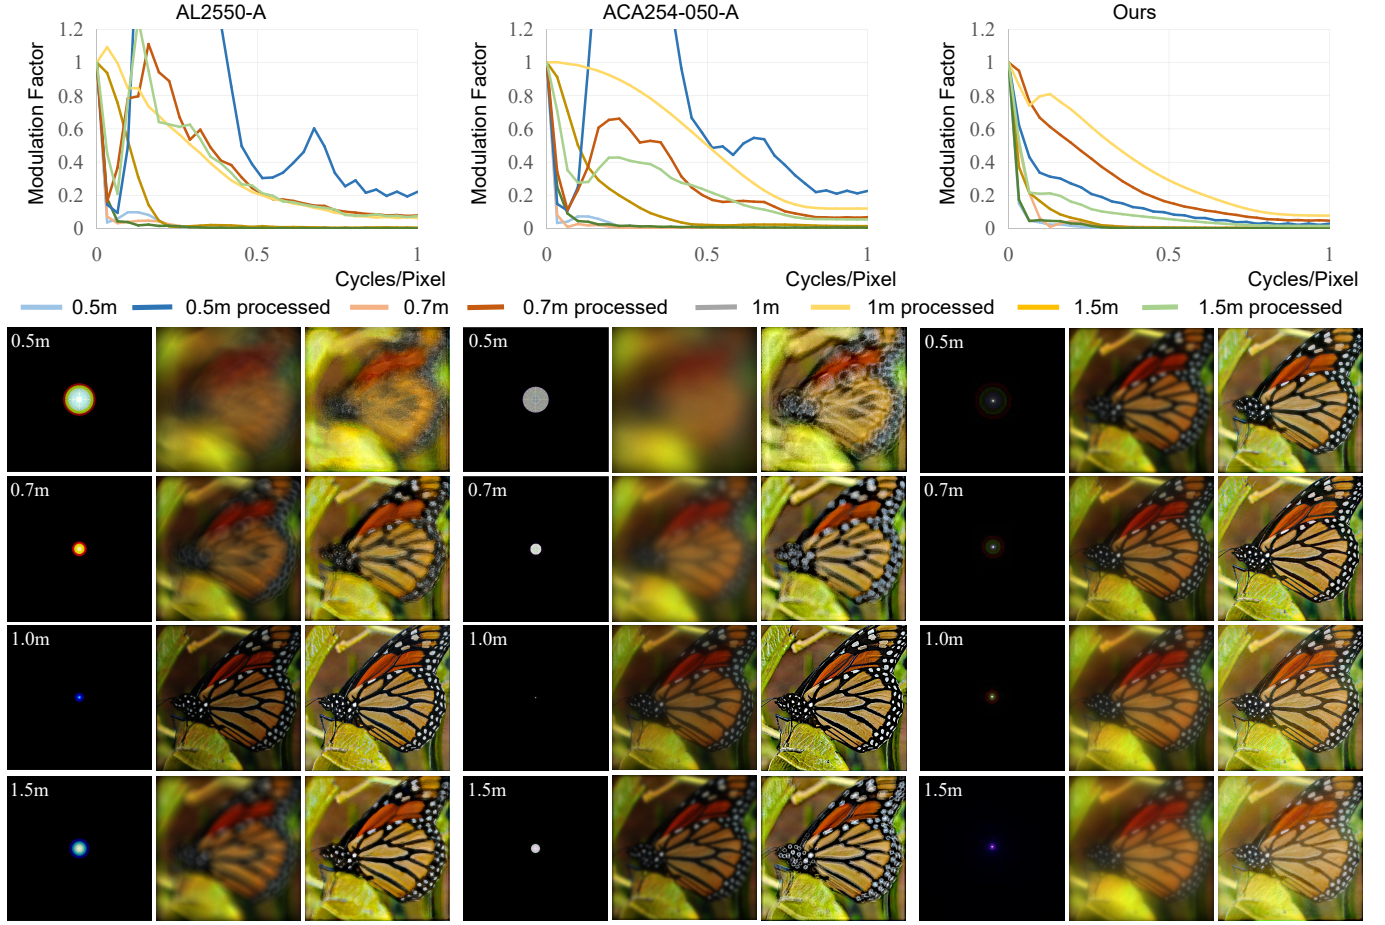 AL2550-A
ACA254-050-A
Ours
Modulation Factor
1.2
1
0.8
0.6
0.4
0.2
0
0
0.5
1
Cycles/Pixel
Modulation Factor
1.2
1
0.8
0.6
0.4
0.2
0
0
0.5
1
Cycles/Pixel
Modulation Factor
1.2
1
0.8
0.6
0.4
0.2
0
0
0.5
1
Cycles/Pixel
0.5m 0.5m processed 0.7m 0.7m processed 1m 1m processed 1.5m 1.5m processed
0.5m
0.5m
0.5m
0.7m
0.7m
0.7m
1.0m
1.0m
1.0m
1.5m
1.5m
1.5m